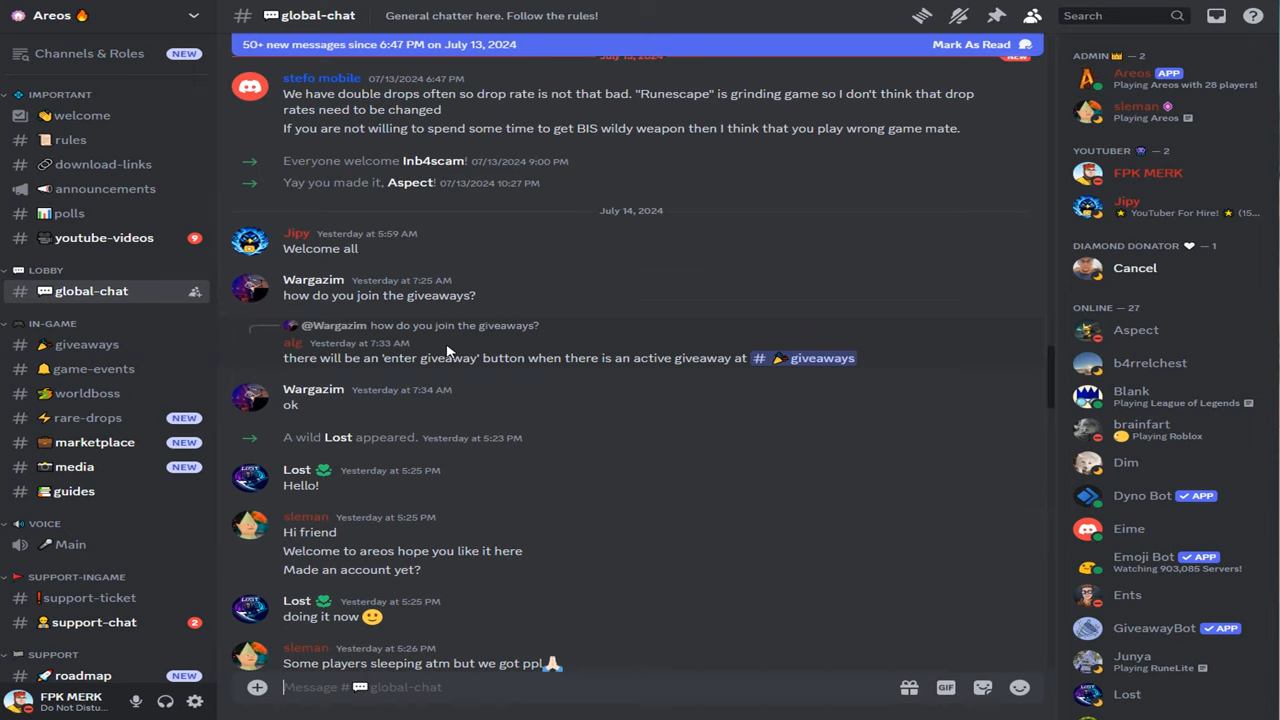 Areos 🔥
# 💬global-chat
General chatter here. Follow the rules!
Search
50+ new messages since 6:47 PM on July 13, 2024
Mark As Read
Channels & Roles
NEW
IMPORTANT
👋 welcome
# 📜 rules
# 🔗 download-links
📢 announcements
# 📊 polls
# 🎥 youtube-videos
9
LOBBY
💬 global-chat
IN-GAME
# 🎉 giveaways
# 🔔 game-events
# 🐉 worldboss
# ⚡ rare-drops
NEW
# 💼 marketplace
NEW
# 📷 media
NEW
# 📚 guides
🔊 VOICE
🎤 Main
SUPPORT-INGAME
# ❗support-ticket
# support-chat
2
SUPPORT
# roadmap
NEW
FPK MERK
Do Not Distu...
NEW
stefo mobile 07/13/2024 6:47 PM
We have double drops often so drop rate is not that bad. "Runescape" is grinding game so I don't think that drop
rates need to be changed
If you are not willing to spend some time to get BIS wildy weapon then I think that you play wrong game mate.
Everyone welcome Inb4scam! 07/13/2024 9:00 PM
Yay you made it, Aspect! 07/13/2024 10:27 PM
July 14, 2024
Jipy Yesterday at 5:59 AM
Welcome all
Wargazim Yesterday at 7:25 AM
how do you join the giveaways?
@Wargazim how do you join the giveaways?
alg Yesterday at 7:33 AM
there will be an 'enter giveaway' button when there is an active giveaway at # 🎉 giveaways
Wargazim Yesterday at 7:34 AM
ok
A wild Lost appeared. Yesterday at 5:23 PM
Lost Yesterday at 5:25 PM
Hello!
sleman Yesterday at 5:25 PM
Hi friend
Welcome to areos hope you like it here
Made an account yet?
Lost Yesterday at 5:25 PM
doing it now 🙂
sleman Yesterday at 5:26 PM
Some players sleeping atm but we got ppl🙏🏻
Message # 💬 global-chat
GIF
ADMIN 👑 — 2
Areos APP
Playing Areos with 28 players!
sleman
Playing Areos
YOUTUBER 👾 — 2
FPK MERK
Jipy
⭐ YouTuber For Hire! ⭐ (15...
DIAMOND DONATOR 🤍 — 1
Cancel
ONLINE — 27
Aspect
b4rrelchest
Blank
Playing League of Legends
brainfart
Playing Roblox
Dim
Dyno Bot ✓ APP
Eime
Emoji Bot ✓ APP
Watching 903,085 Servers!
Ents
GiveawayBot ✓ APP
Junya
Playing RuneLite
Lost